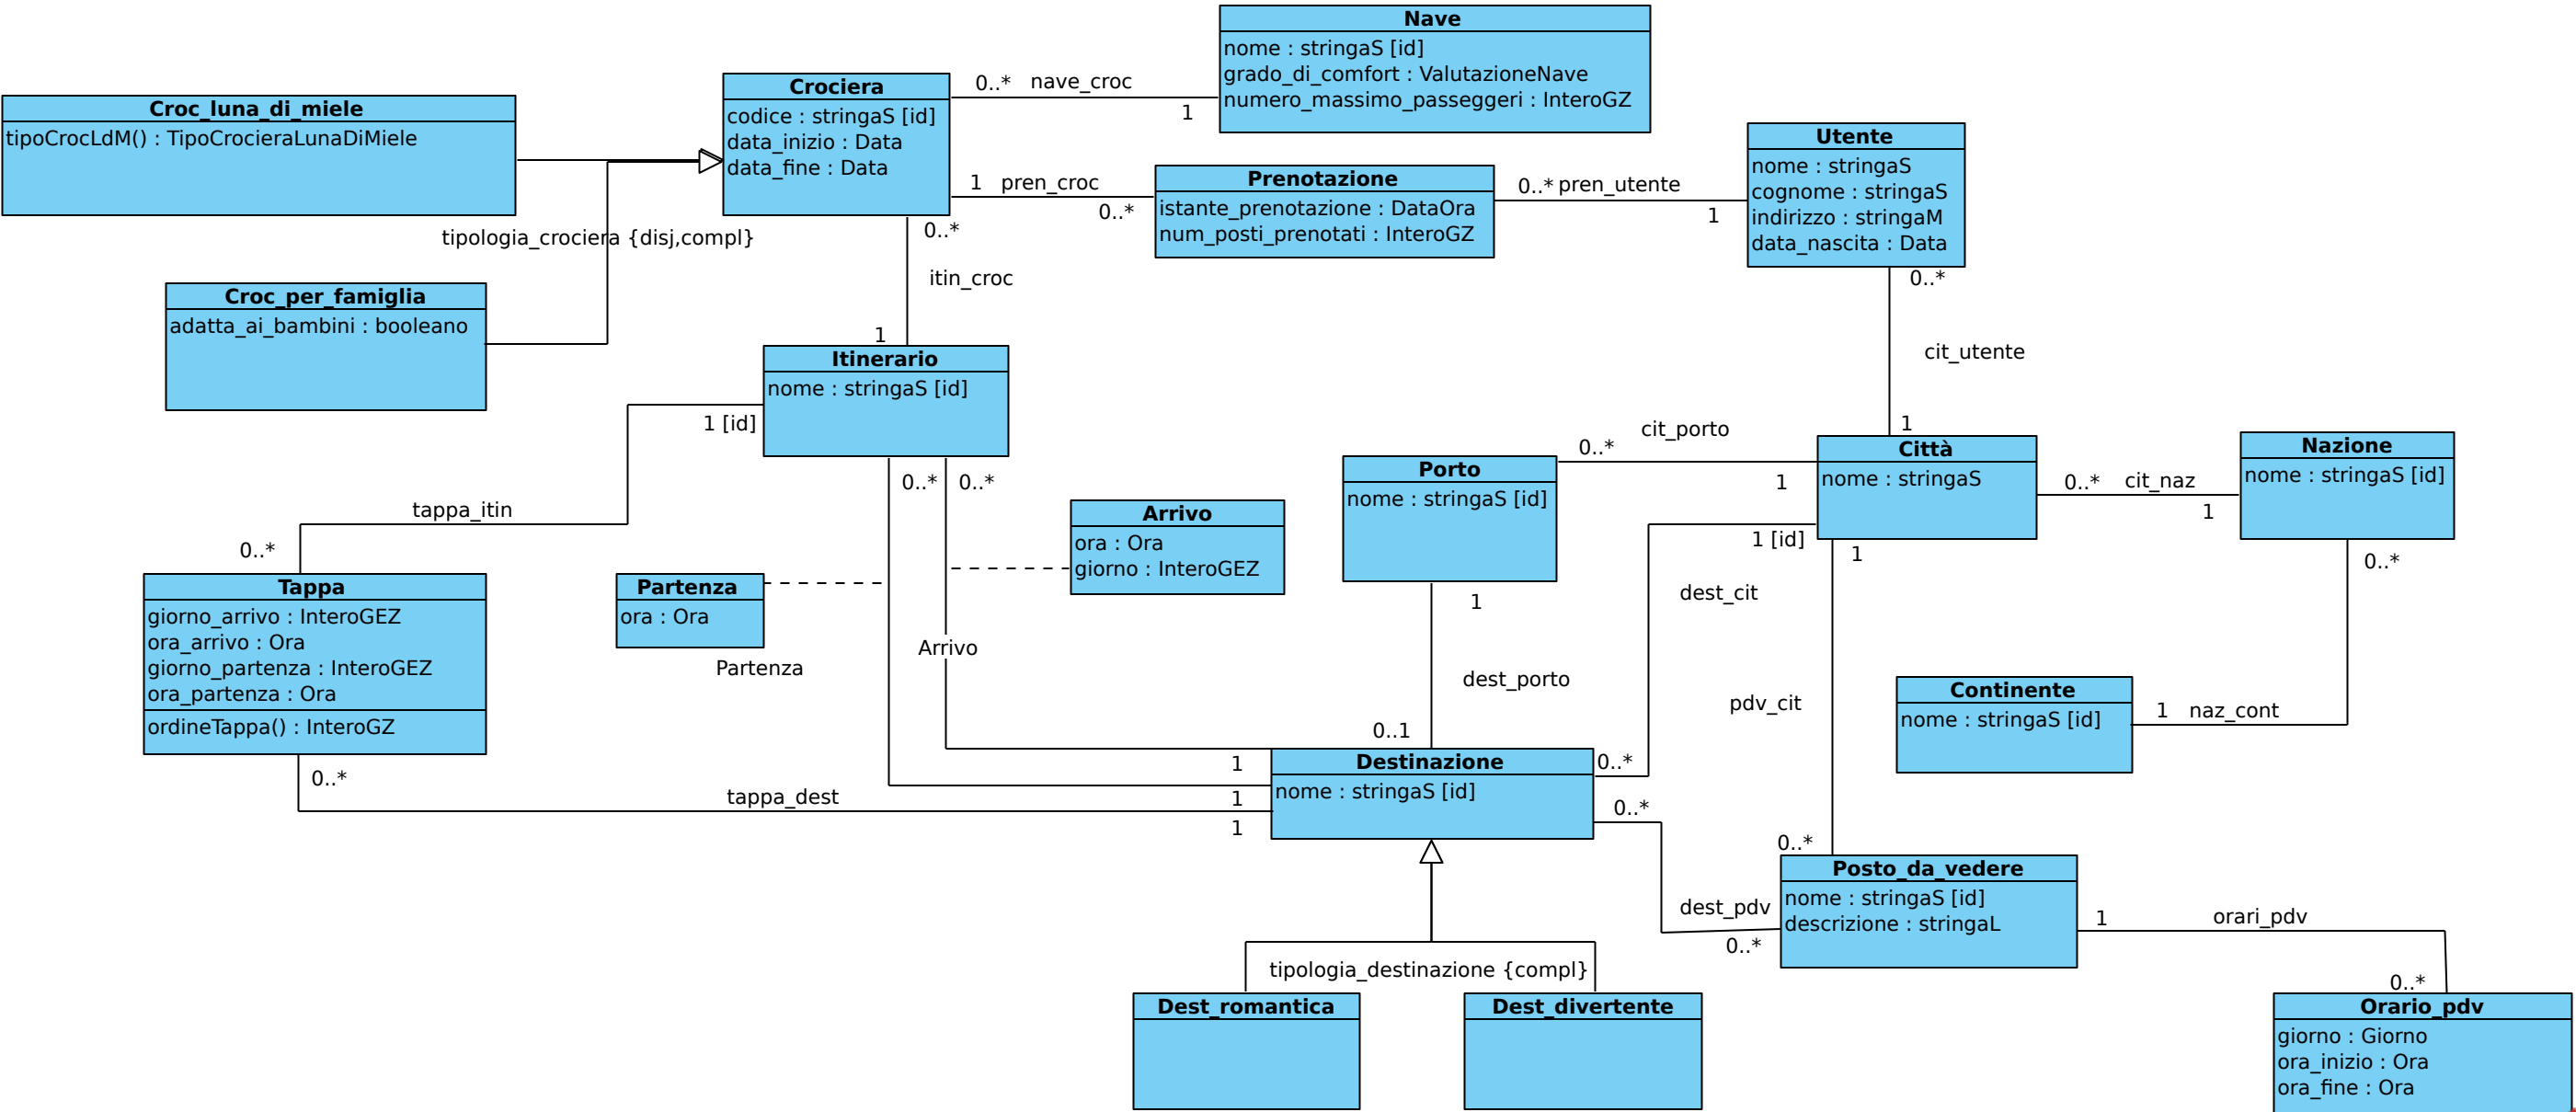 Nave
nome : stringaS [id]
grado_di_comfort : ValutazioneNave
numero_massimo_passeggeri : InteroGZ
Crociera
codice : stringaS [id]
data_inizio : Data
data_fine : Data
0..* nave_croc
1
Croc_luna_di_miele
tipoCrocLdM() : TipoCrocieraLunaDiMiele
Utente
nome : stringaS
cognome : stringaS
indirizzo : stringaM
data_nascita : Data
1 pren_croc
0..*
Prenotazione
istante_prenotazione : DataOra
num_posti_prenotati : InteroGZ
0..* pren_utente
1
tipologia_crociera {disj,compl}
0..*
itin_croc
1
0..*
cit_utente
1
Croc_per_famiglia
adatta_ai_bambini : booleano
Itinerario
nome : stringaS [id]
1 [id]
tappa_itin
0..*
0..* 0..*
cit_porto
0..*
1
Porto
nome : stringaS [id]
Città
nome : stringaS
0..* cit_naz
1
Nazione
nome : stringaS [id]
Arrivo
ora : Ora
giorno : InteroGEZ
1 [id]
1
0..*
Tappa
giorno_arrivo : InteroGEZ
ora_arrivo : Ora
giorno_partenza : InteroGEZ
ora_partenza : Ora
ordineTappa() : InteroGZ
Partenza
ora : Ora
Partenza
Arrivo
1
dest_porto
0..1
dest_cit
pdv_cit
Continente
nome : stringaS [id]
1 naz_cont
0..*
tappa_dest
1
1
1
Destinazione
nome : stringaS [id]
0..*
0..*
dest_pdv
0..*
0..*
Posto_da_vedere
nome : stringaS [id]
descrizione : stringaL
1
orari_pdv
0..*
tipologia_destinazione {compl}
Dest_romantica
Dest_divertente
Orario_pdv
giorno : Giorno
ora_inizio : Ora
ora_fine : Ora